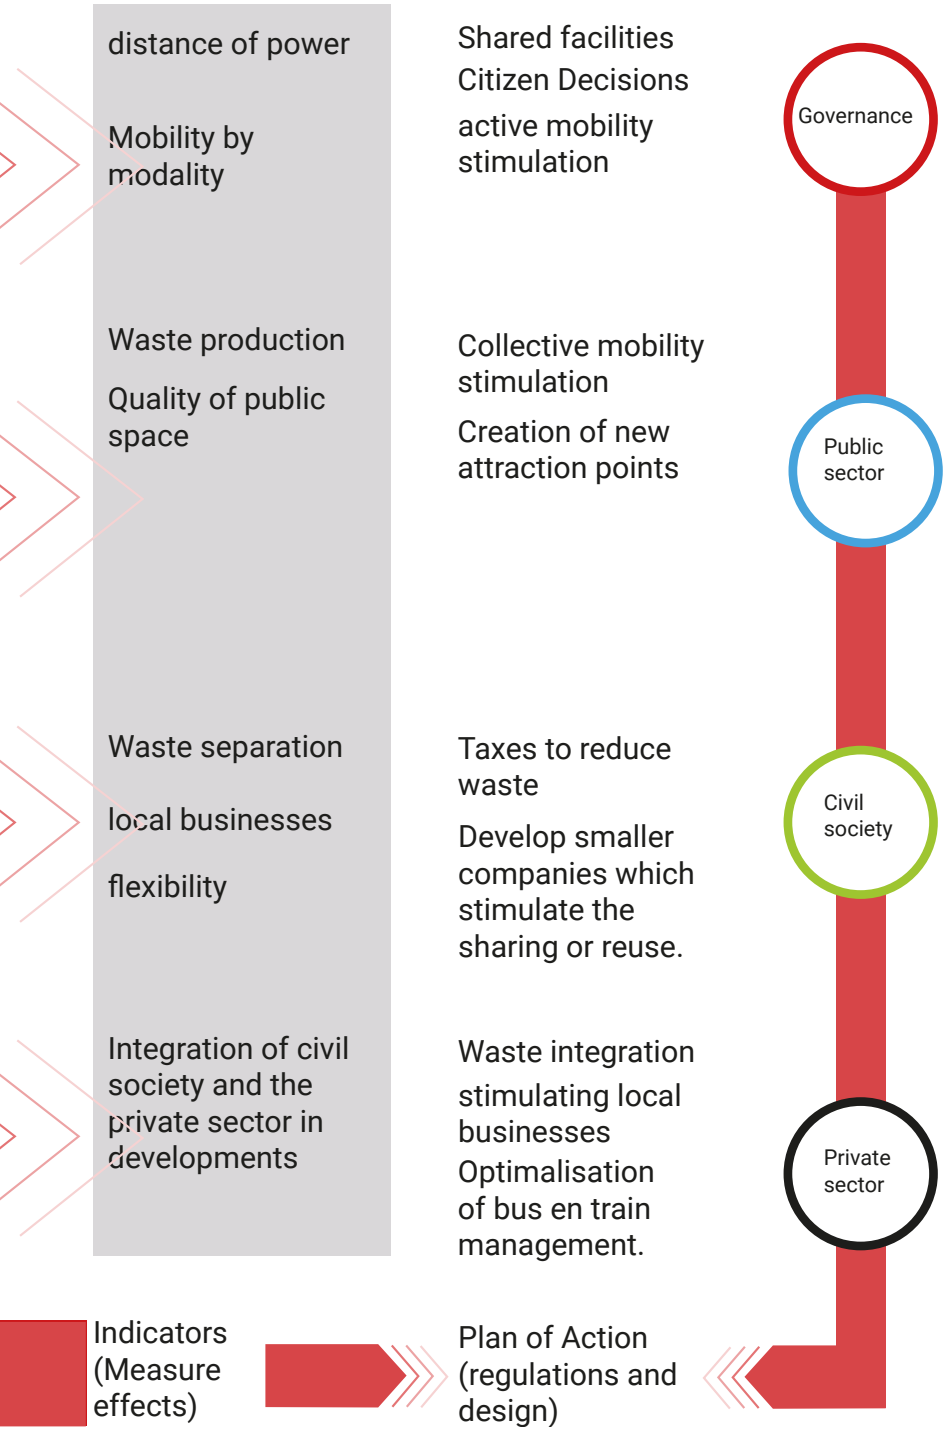 distance of power
Mobility by
modality
Waste production
Quality of public
space
Waste separation
local businesses
flexibility
Integration of civil
society and the
private sector in
developments
Indicators
(Measure
effects)
Shared facilities
Citizen Decisions
active mobility
stimulation
Collective mobility
stimulation
Creation of new
attraction points
Taxes to reduce
waste
Develop smaller
companies which
stimulate the
sharing or reuse.
Waste integration
stimulating local
businesses
Optimalisation
of bus en train
management.
Plan of Action
(regulations and
design)
Governance
Public
sector
Civil
society
Private
sector